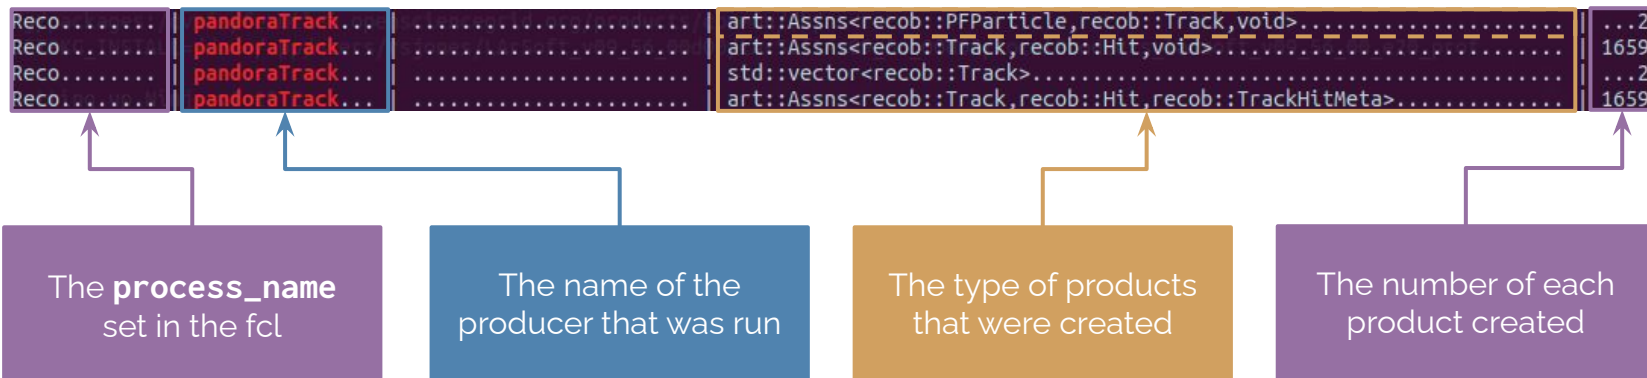 Reco......... | pandoraTrack... | ....................... | art::Assns<recob::PFParticle,recob::Track,void>...................... | ...2
Reco......... | pandoraTrack... | ....................... | art::Assns<recob::Track,recob::Hit,void>............................. | 1659
Reco......... | pandoraTrack... | ....................... | std::vector<recob::Track>............................................ | ...2
Reco......... | pandoraTrack... | ....................... | art::Assns<recob::Track,recob::Hit,recob::TrackHitMeta>.............. | 1659
The process_name
set in the fcl
The name of the
producer that was run
The type of products
that were created
The number of each
product created